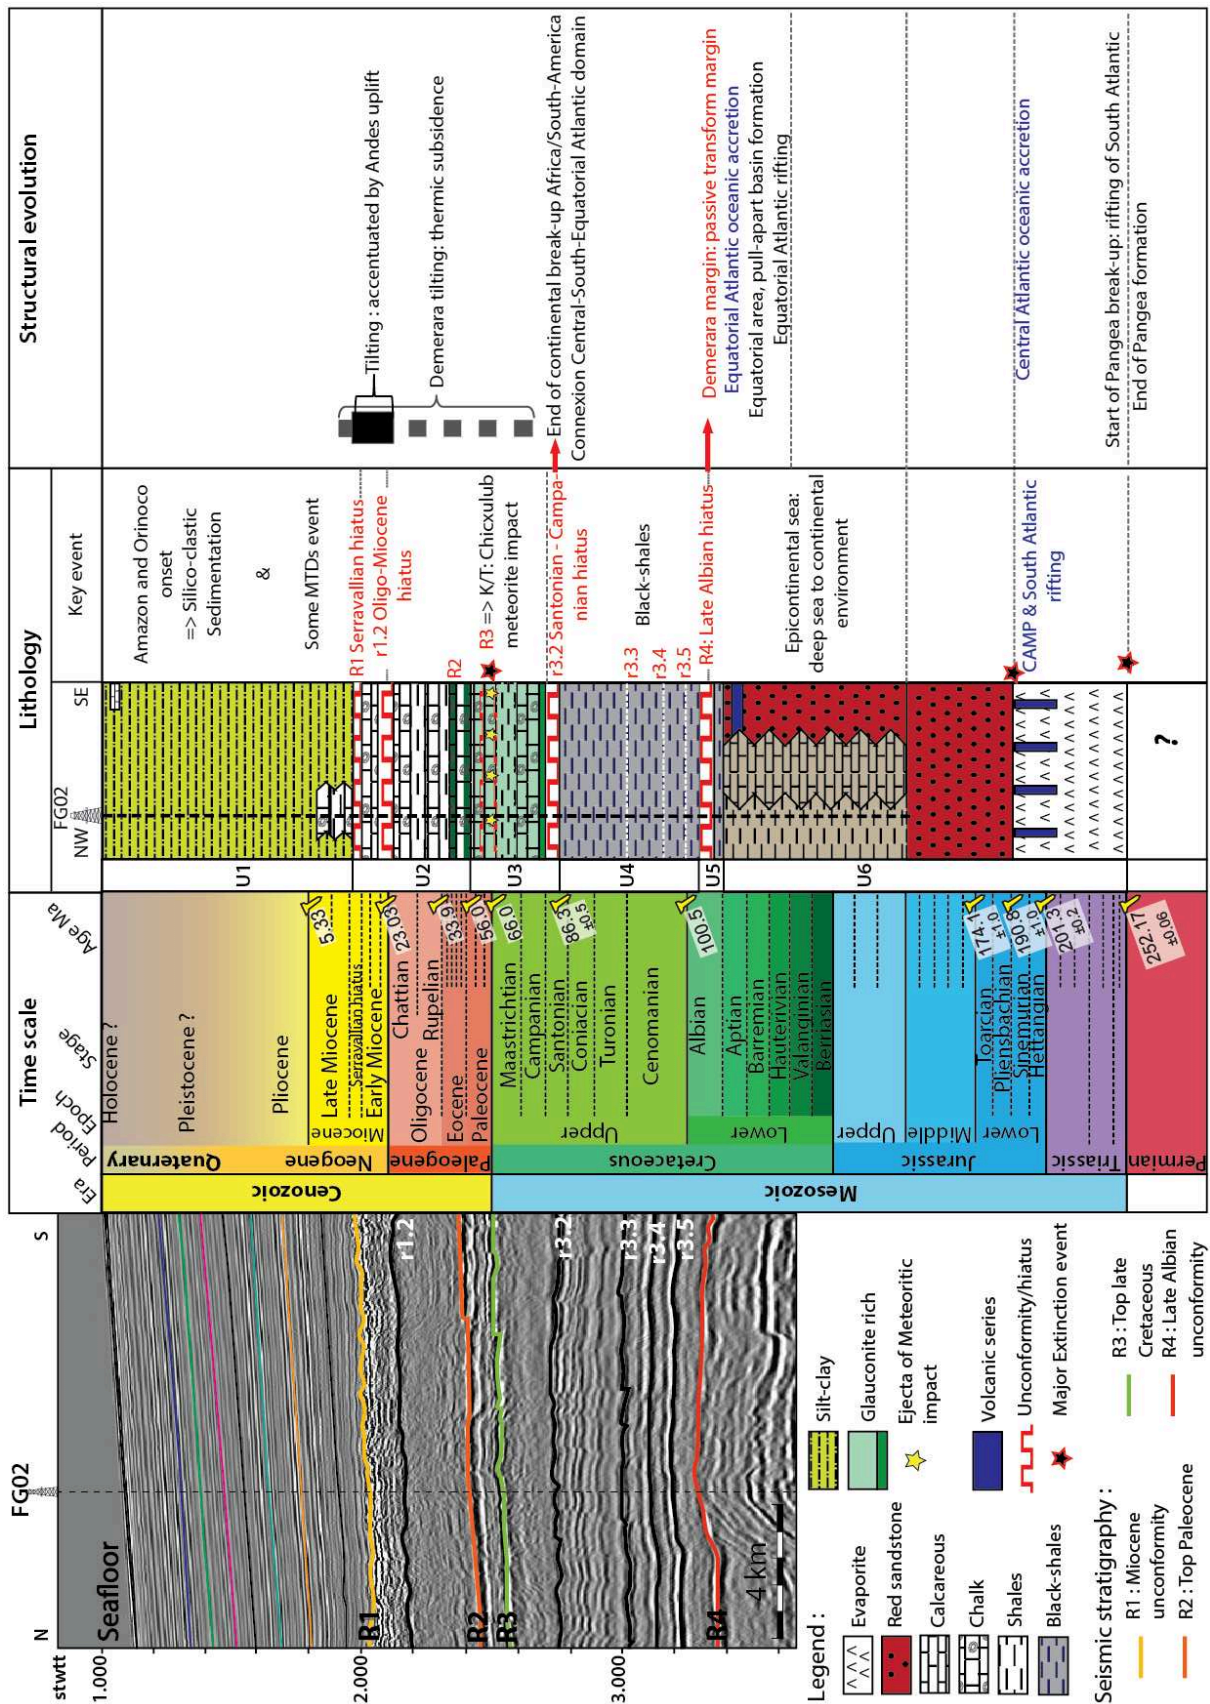 N
FG02
S
stwtt
1.000
2.000
3.000
Seafloor
R1
R2
R3
R4
r1.2
r3.2
r3.3
r3.4
r3.5
4 km
Time scale
Era
Period
Epoch
Stage
Age Ma
Cenozoic
Mesozoic
Quaternary
Neogene
Paleogene
Cretaceous
Jurassic
Triassic
Permian
Holocene ?
Pleistocene ?
Pliocene
Miocene
Late Miocene
Serravallian hiatus
Early Miocene
Oligocene
Chattian
Rupelian
Eocene
Paleocene
Upper
Maastrichtian
Campanian
Santonian
Coniacian
Turonian
Cenomanian
Lower
Albian
Aptian
Barremian
Hauterivian
Valanginian
Berriasian
Upper
Middle
Lower
Toarcian
Pliensbachian
Sinemurian
Hettangian
5.33
23.03
33.9
56.0
66.0
86.3
±0.5
100.5
174.1
±1.0
190.8
±1.0
201.3
±0.2
252.17
±0.06
Lithology
NW
FG02
SE
Key event
U1
U2
U3
U4
U5
U6
?
Amazon and Orinoco
onset
=> Silico-clastic
Sedimentation
&
Some MTDs event
R1 Serravallian hiatus
r1.2 Oligo-Miocene
hiatus
R2
R3 => K/T: Chicxulub
meteorite impact
r3.2 Santonian - Campa-
nian hiatus
Black-shales
r3.3
r3.4
r3.5
R4: Late Albian hiatus
Epicontinental sea:
deep sea to continental
environment
CAMP & South Atlantic
rifting
Structural evolution
Tilting : accentuated by Andes uplift
Demerara tilting: thermic subsidence
End of continental break-up Africa/South-America
Connexion Central-South-Equatorial Atlantic domain
Demerara margin: passive transform margin
Equatorial Atlantic oceanic accretion
Equatorial area, pull-apart basin formation
Equatorial Atlantic rifting
Central Atlantic oceanic accretion
Start of Pangea break-up: rifting of South Atlantic
End of Pangea formation
Legend :
Evaporite
Red sandstone
Calcareous
Chalk
Shales
Black-shales
Silt-clay
Glauconite rich
Ejecta of Meteoritic
impact
Volcanic series
Unconformity/hiatus
Major Extinction event
Seismic stratigraphy :
R1 : Miocene
unconformity
R2 : Top Paleocene
R3 : Top late
Cretaceous
R4 : Late Albian
unconformity